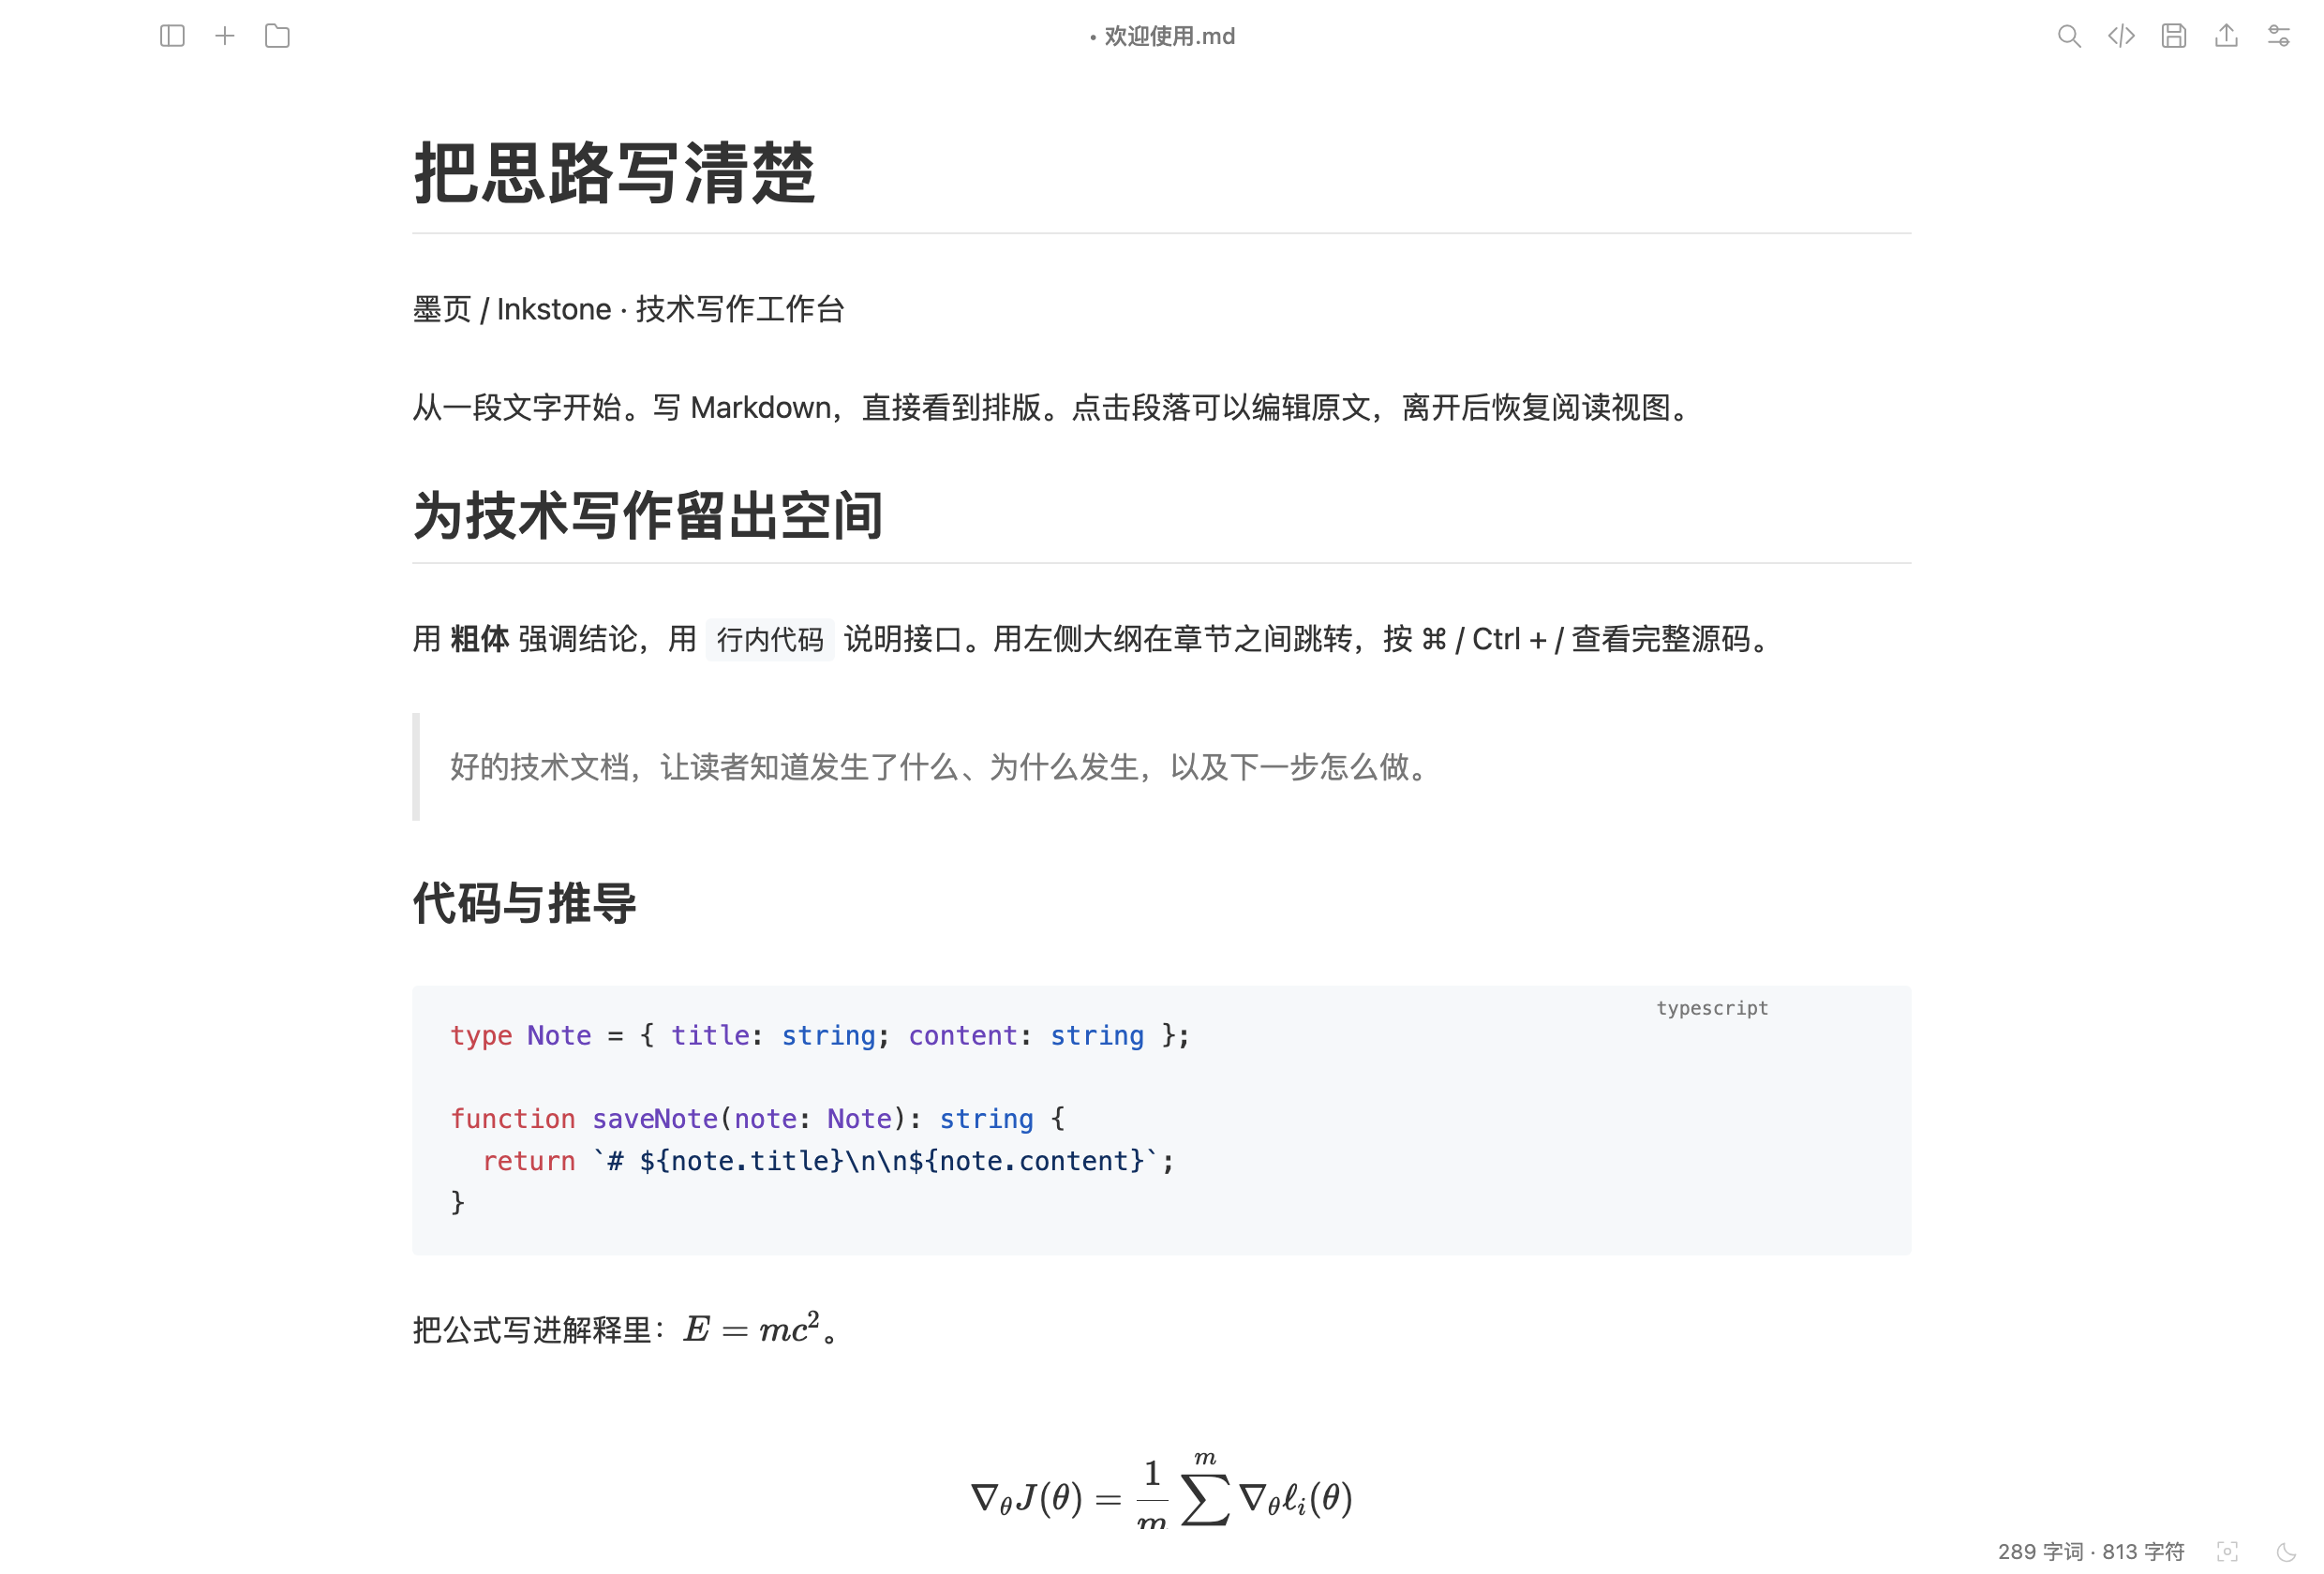 • 欢迎使用.md
把思路写清楚
墨页 / Inkstone · 技术写作工作台
从一段文字开始。写 Markdown，直接看到排版。点击段落可以编辑原文，离开后恢复阅读视图。
为技术写作留出空间
用 粗体 强调结论，用 行内代码 说明接口。用左侧大纲在章节之间跳转，按 ⌘ / Ctrl + / 查看完整源码。
好的技术文档，让读者知道发生了什么、为什么发生，以及下一步怎么做。
代码与推导
typescript
type Note = { title: string; content: string };
function saveNote(note: Note): string {
  return `# ${note.title}\n\n${note.content}`;
}
把公式写进解释里：E = mc²。
∇_θ J(θ) = \frac{1}{m} \sum^{m} ∇_θ ℓ_i(θ)
289 字词 · 813 字符